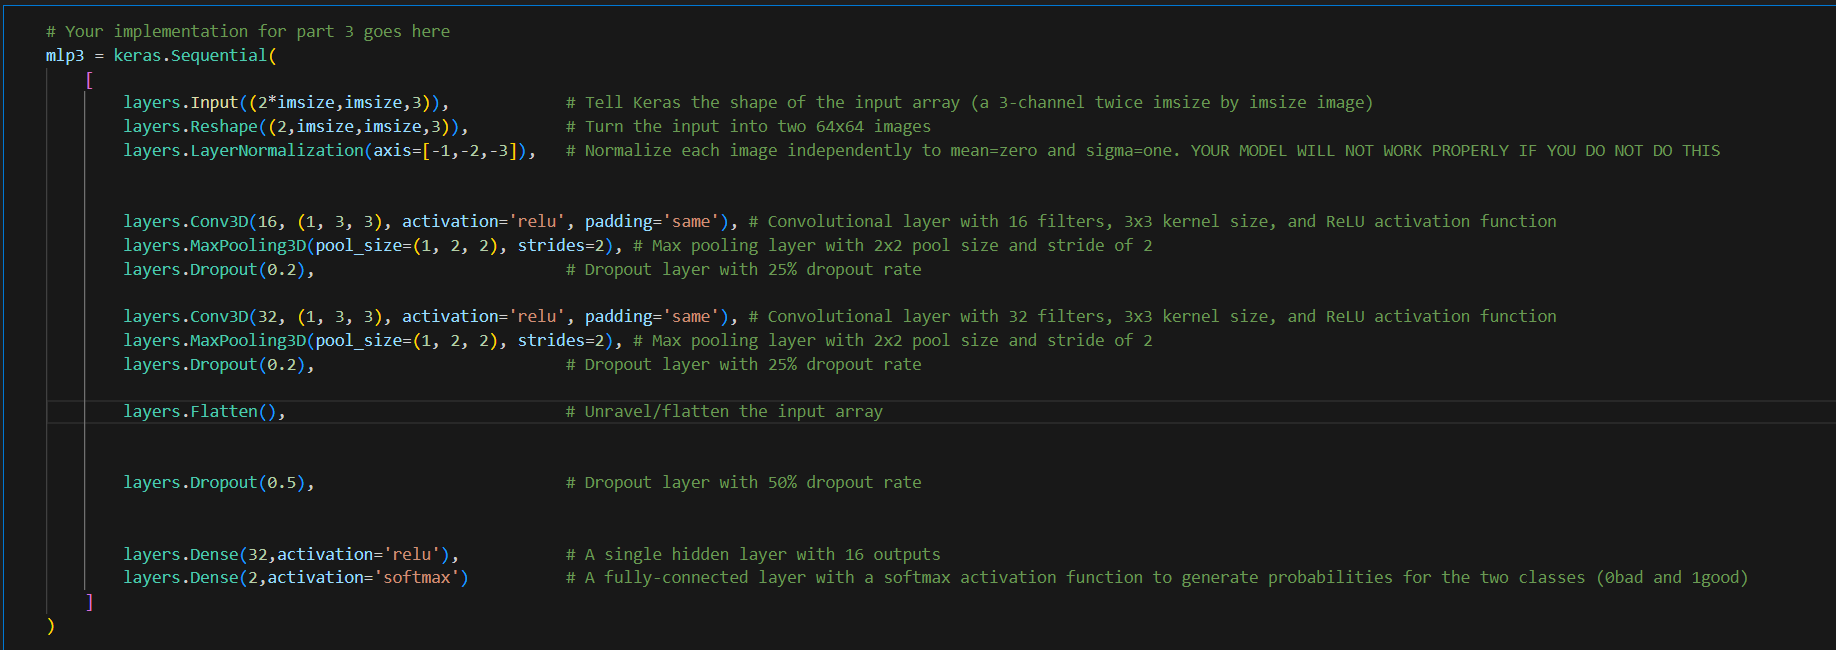 # Your implementation for part 3 goes here
mlp3 = keras.Sequential(
[
layers.Input((2*imsize,imsize,3)), # Tell Keras the shape of the input array (a 3-channel twice imsize by imsize image)
layers.Reshape((2,imsize,imsize,3)), # Turn the input into two 64x64 images
layers.LayerNormalization(axis=[-1,-2,-3]), # Normalize each image independently to mean=zero and sigma=one. YOUR MODEL WILL NOT WORK PROPERLY IF YOU DO NOT DO THIS
layers.Conv3D(16, (1, 3, 3), activation='relu', padding='same'), # Convolutional layer with 16 filters, 3x3 kernel size, and ReLU activation function
layers.MaxPooling3D(pool_size=(1, 2, 2), strides=2), # Max pooling layer with 2x2 pool size and stride of 2
layers.Dropout(0.2), # Dropout layer with 25% dropout rate
layers.Conv3D(32, (1, 3, 3), activation='relu', padding='same'), # Convolutional layer with 32 filters, 3x3 kernel size, and ReLU activation function
layers.MaxPooling3D(pool_size=(1, 2, 2), strides=2), # Max pooling layer with 2x2 pool size and stride of 2
layers.Dropout(0.2), # Dropout layer with 25% dropout rate
layers.Flatten(), # Unravel/flatten the input array
layers.Dropout(0.5), # Dropout layer with 50% dropout rate
layers.Dense(32,activation='relu'), # A single hidden layer with 16 outputs
layers.Dense(2,activation='softmax') # A fully-connected layer with a softmax activation function to generate probabilities for the two classes (0bad and 1good)
]
)